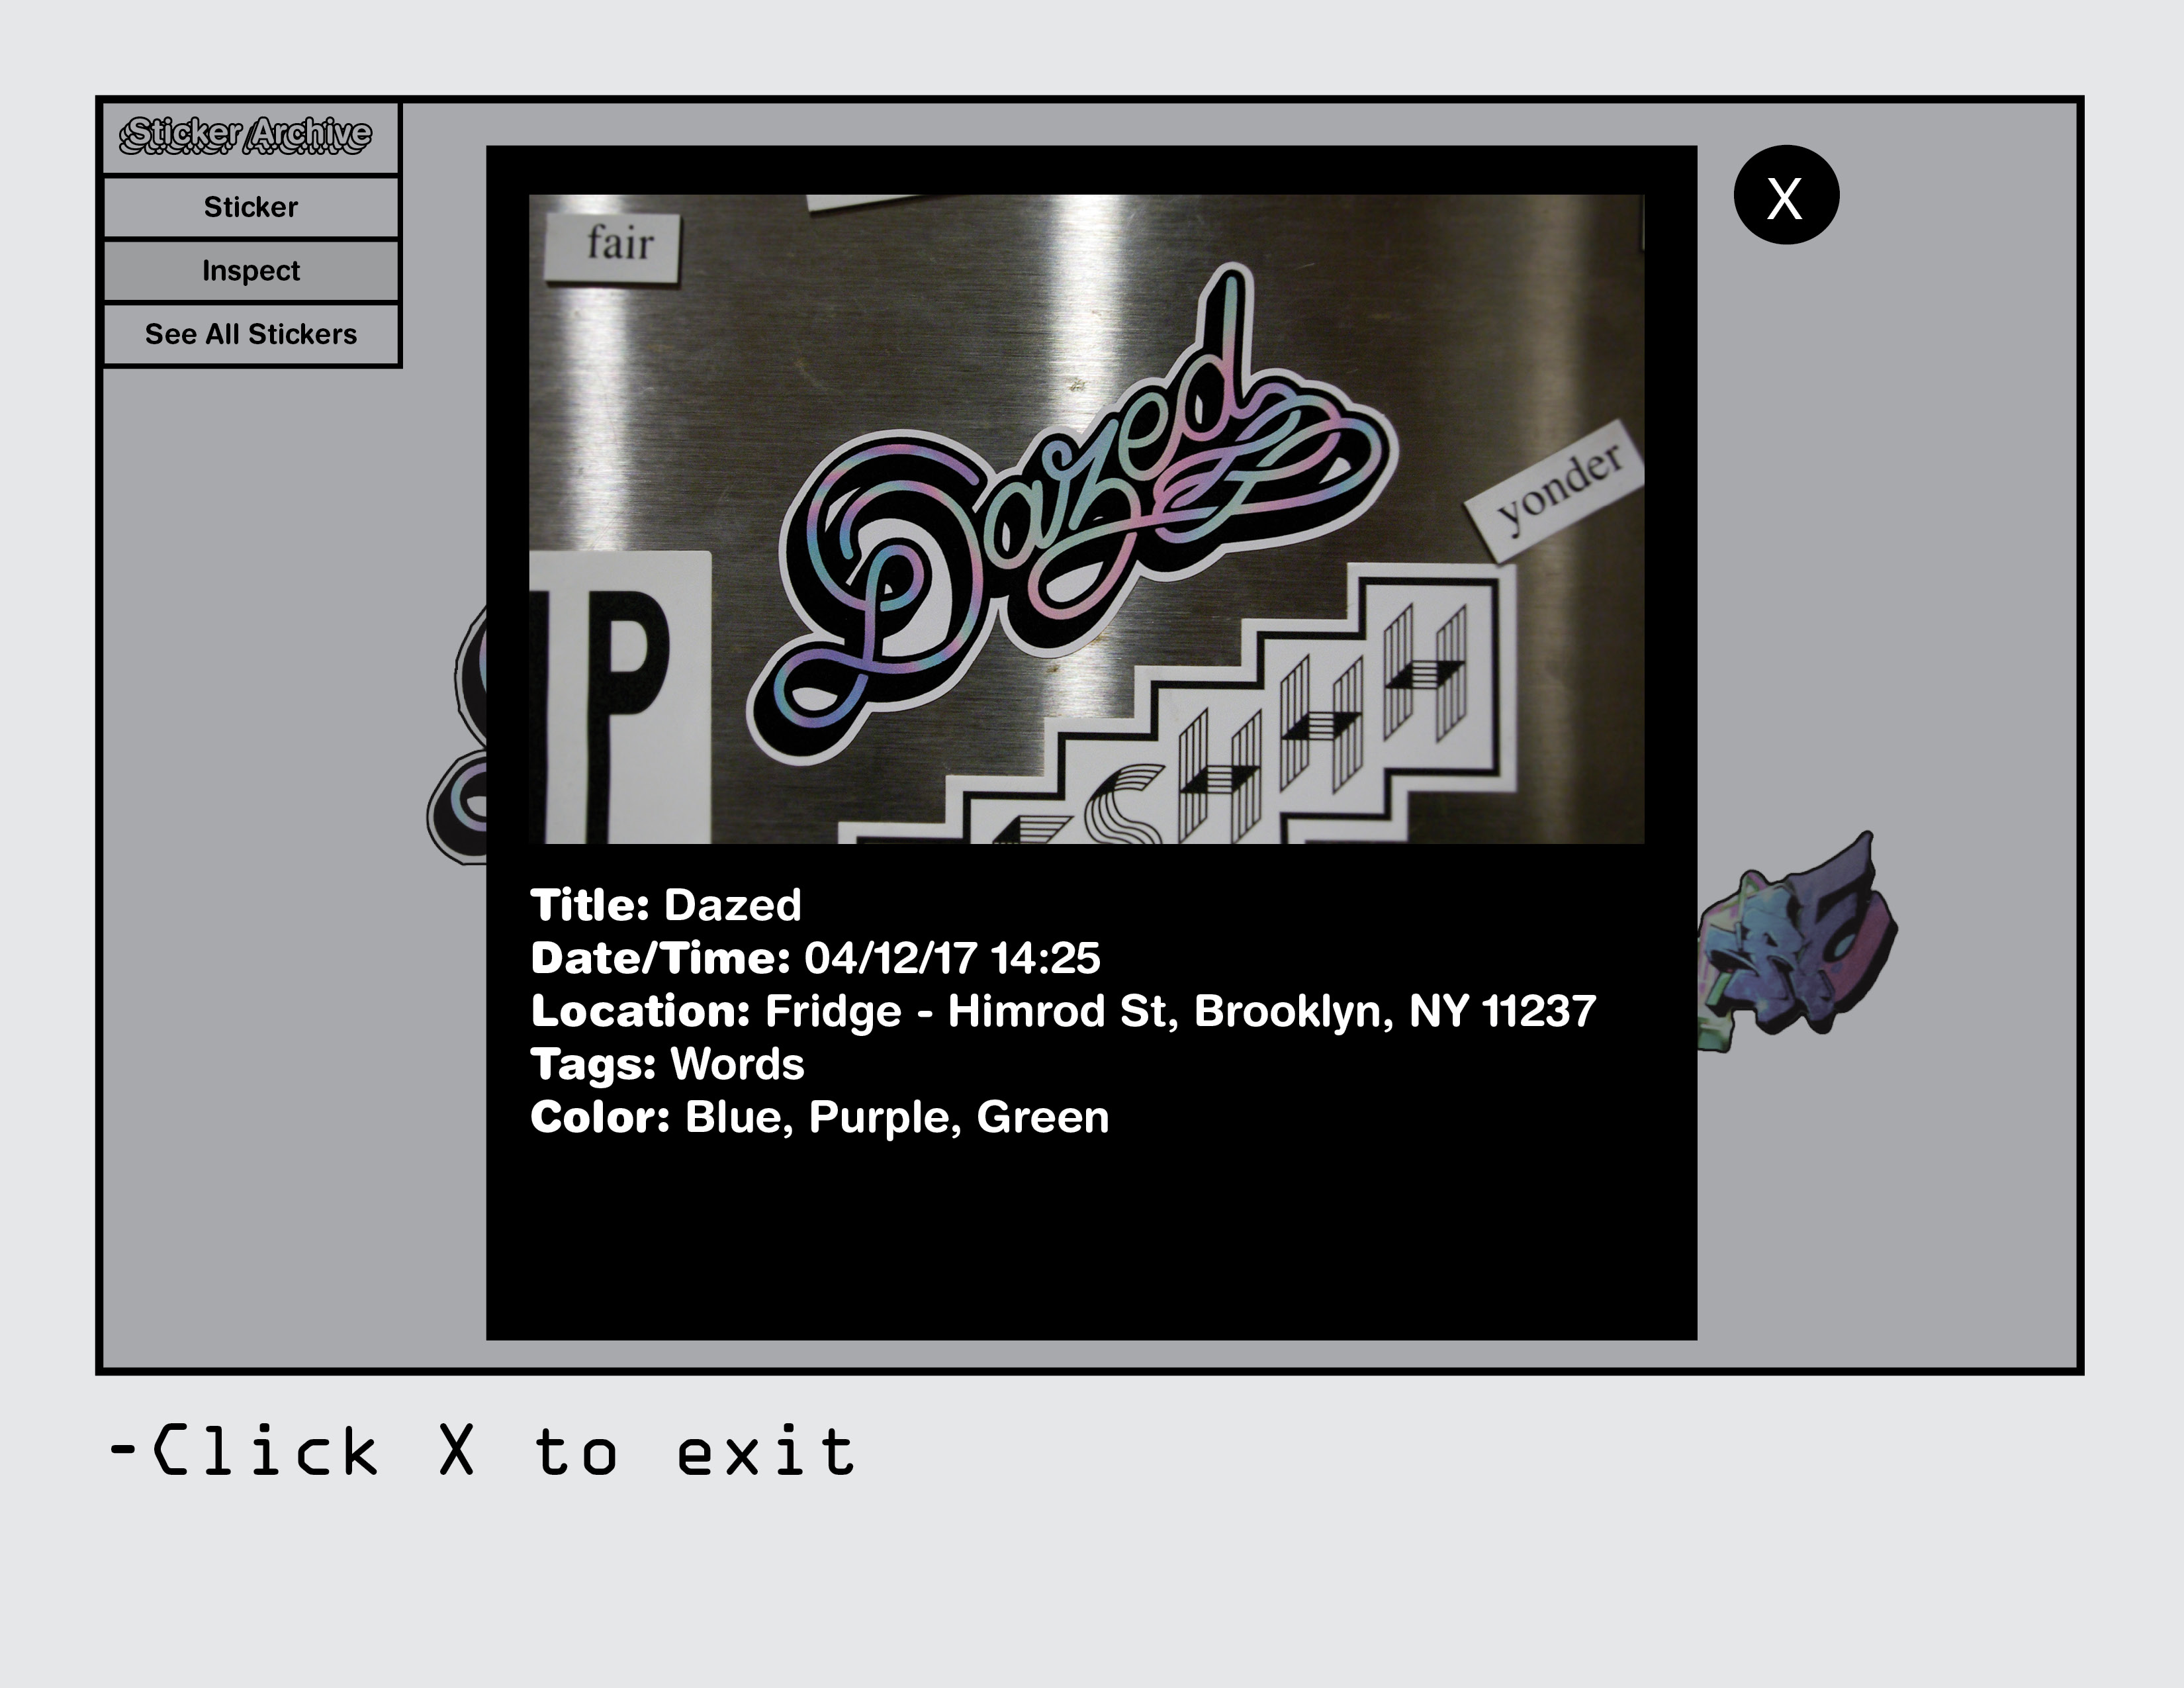 Sticker Archive
Sticker
Inspect
See All Stickers
X
fair
Dazed
yonder
P
SHHH
Title: Dazed
Date/Time: 04/12/17 14:25
Location: Fridge - Himrod St, Brooklyn, NY 11237
Tags: Words
Color: Blue, Purple, Green
-Click X to exit